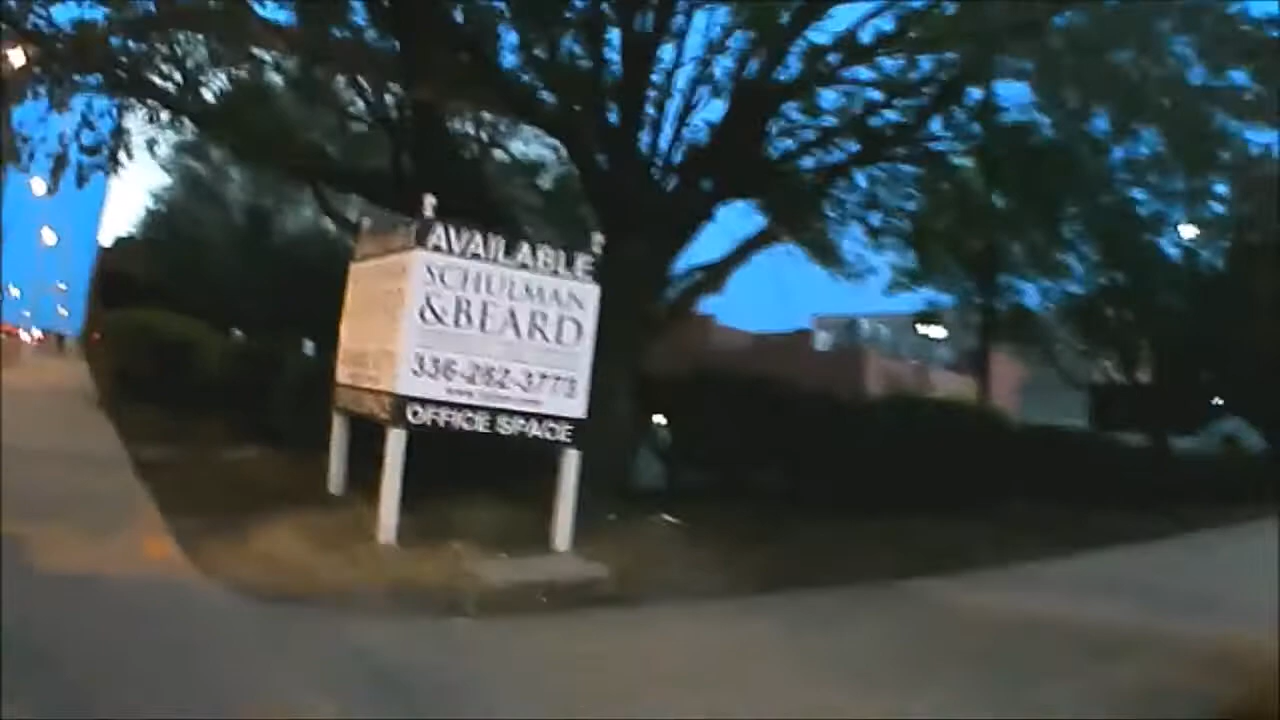 AVAILABLE
SCHULMAN
&BEARD
336-282-3773
OFFICE SPACE